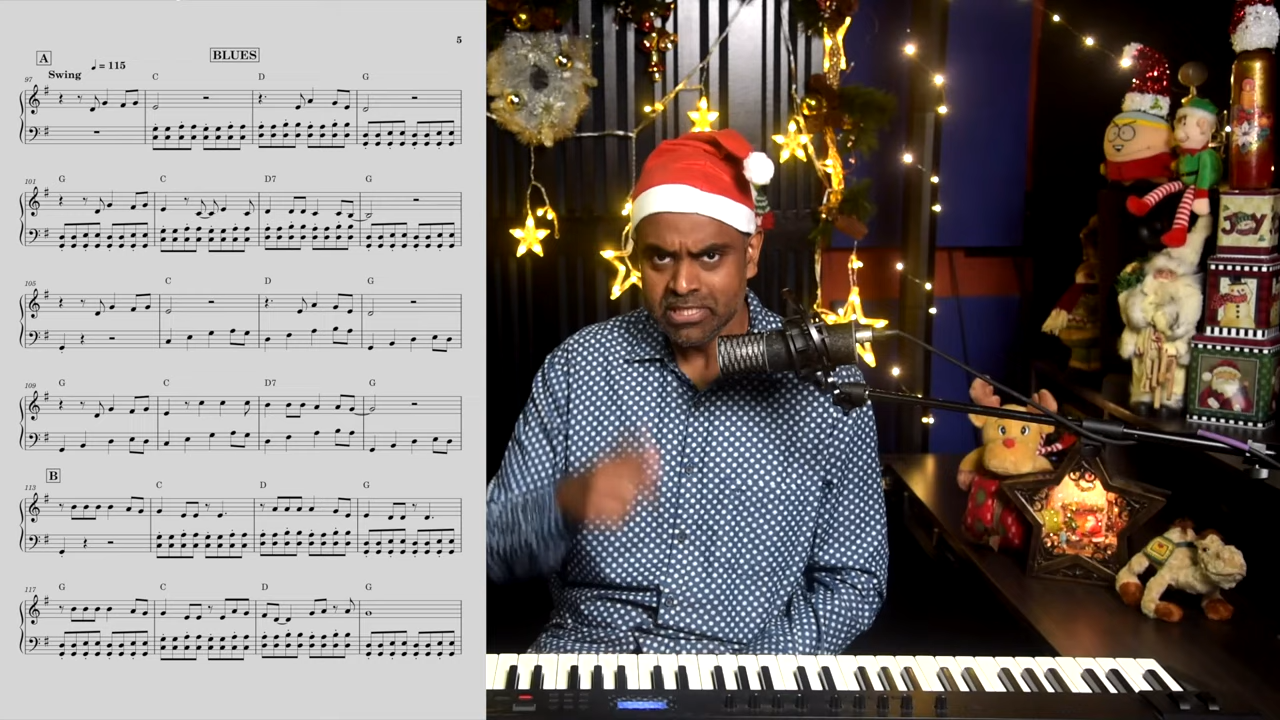 5
A
BLUES
Swing ♩ = 115
97
C D G
101
G C D7 G
105
G C D G
109
G C D7 G
B
113
C D G
117
G C D G
JOY